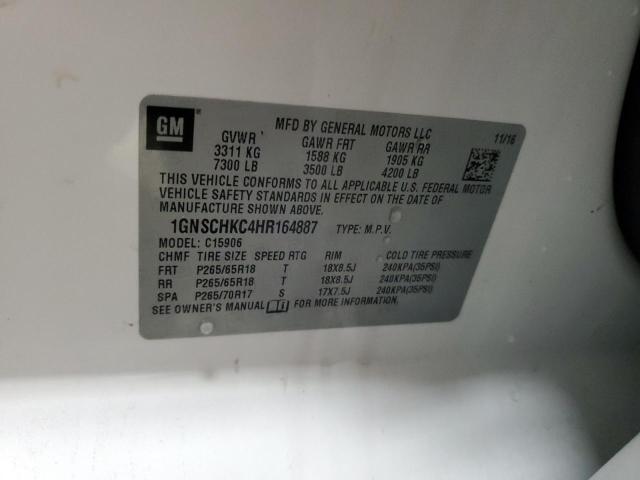 GM
MFD BY GENERAL MOTORS LLC 11/16
GVWR GAWR FRT GAWR RR
3311 KG 1588 KG 1905 KG
7300 LB 3500 LB 4200 LB
THIS VEHICLE CONFORMS TO ALL APPLICABLE U.S. FEDERAL MOTOR
VEHICLE SAFETY STANDARDS IN EFFECT ON THE DATE OF
MANUFACTURE SHOWN ABOVE.
1GNSCHKC4HR164887 TYPE: M.P.V.
MODEL: C15906
CHMF TIRE SIZE SPEED RTG RIM COLD TIRE PRESSURE
FRT P265/65R18 T 18X8.5J 240KPA(35PSI)
RR P265/65R18 T 18X8.5J 240KPA(35PSI)
SPA P265/70R17 S 17X7.5J 240KPA(35PSI)
SEE OWNER'S MANUAL FOR MORE INFORMATION.